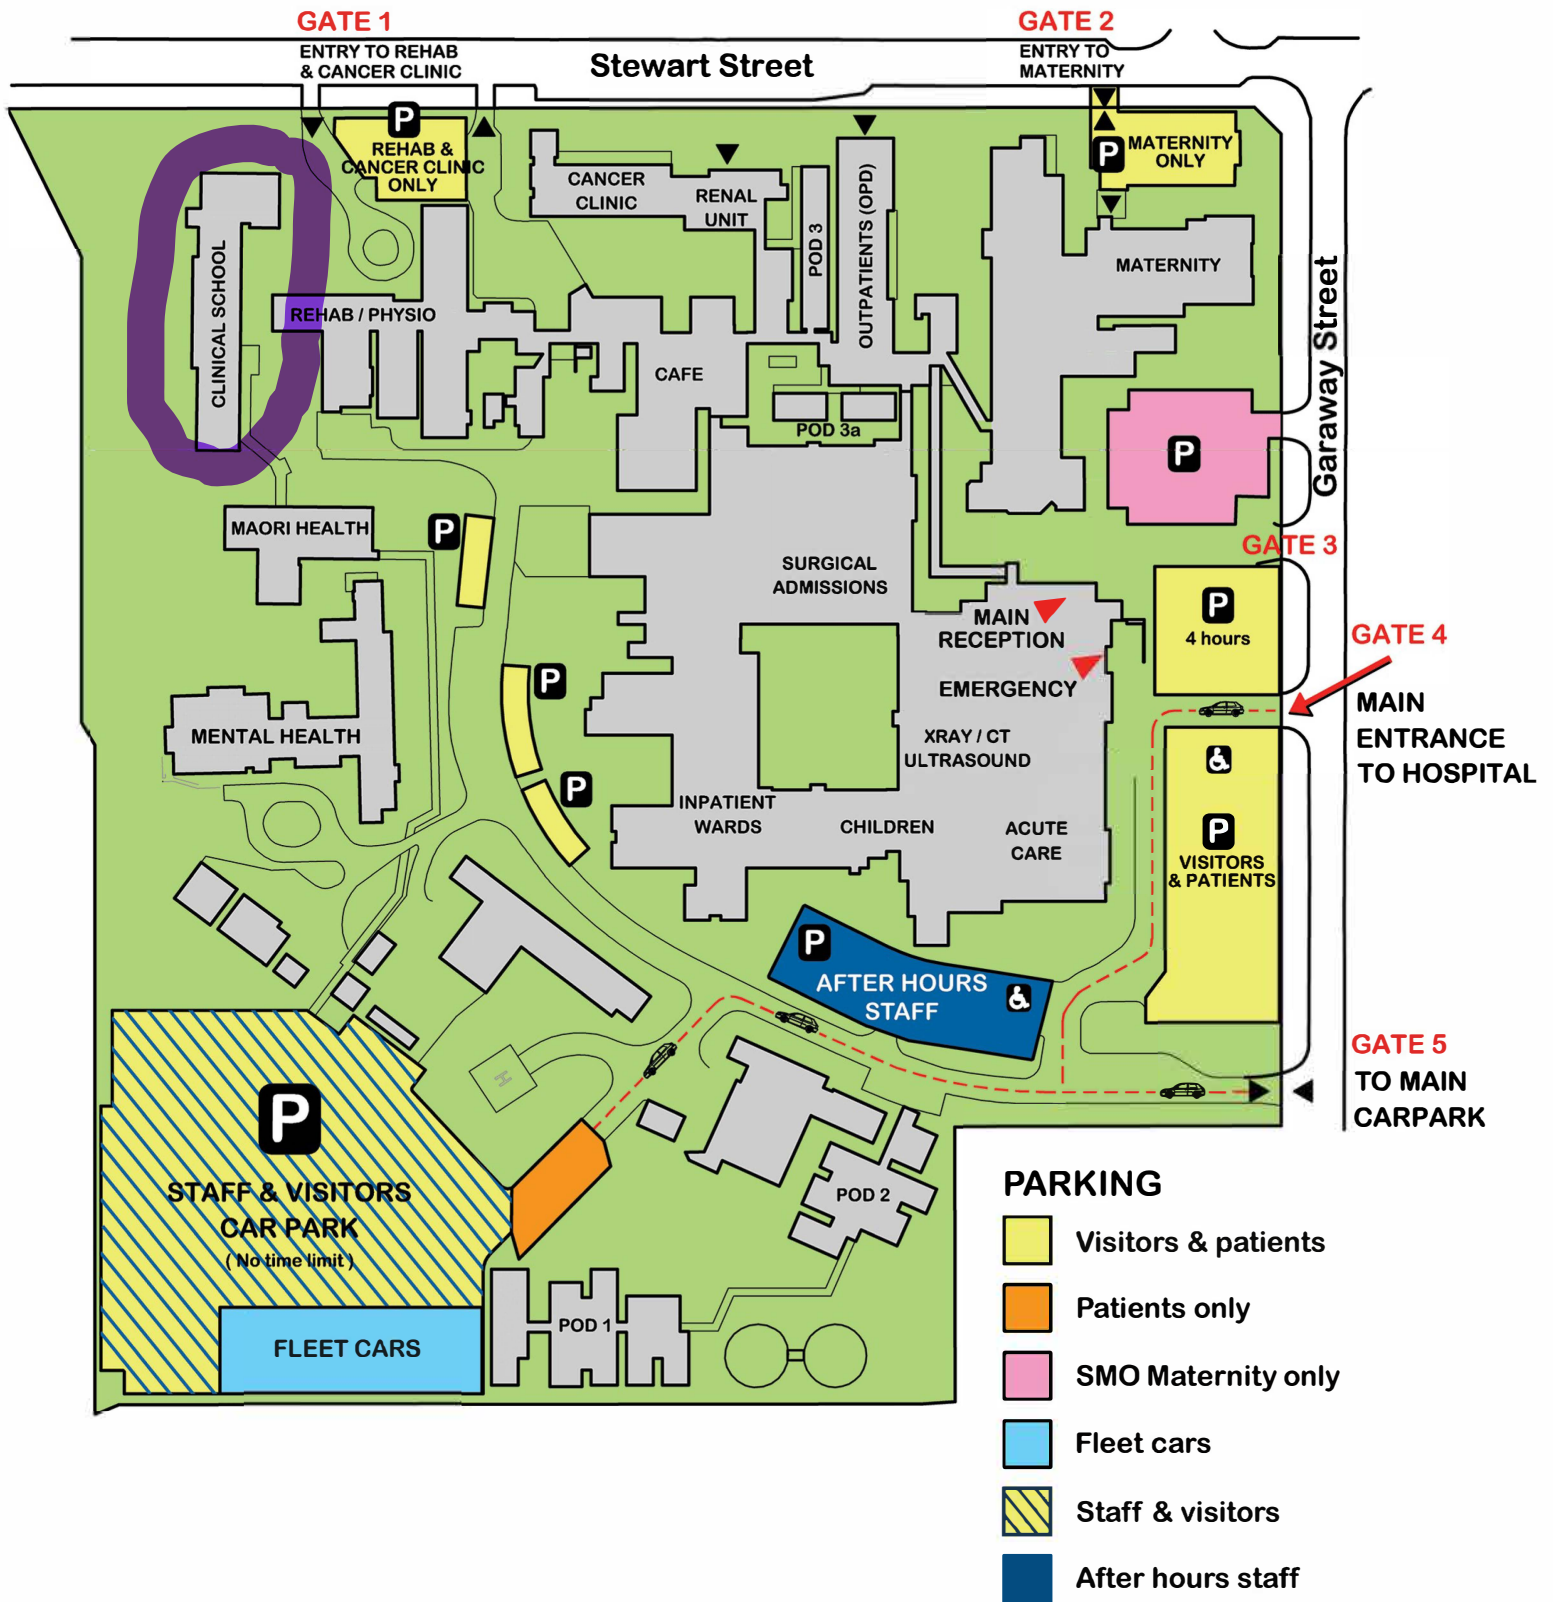 GATE 1
ENTRY TO REHAB
& CANCER CLINIC
Stewart Street
GATE 2
ENTRY TO
MATERNITY
P
REHAB &
CANCER CLINIC
ONLY
CANCER
CLINIC
RENAL
UNIT
POD 3
OUTPATIENTS (OPD)
P
MATERNITY
ONLY
MATERNITY
Garaway Street
CLINICAL SCHOOL
REHAB / PHYSIO
CAFE
POD 3a
P
MAORI HEALTH
P
SURGICAL
ADMISSIONS
GATE 3
P
4 hours
MAIN
RECEPTION
EMERGENCY
GATE 4
MAIN
ENTRANCE
TO HOSPITAL
MENTAL HEALTH
P
P
XRAY / CT
ULTRASOUND
INPATIENT
WARDS
CHILDREN
ACUTE
CARE
P
VISITORS
& PATIENTS
P
AFTER HOURS
STAFF
H
GATE 5
TO MAIN
CARPARK
P
STAFF & VISITORS
CAR PARK
( No time limit )
FLEET CARS
POD 1
POD 2
PARKING
Visitors & patients
Patients only
SMO Maternity only
Fleet cars
Staff & visitors
After hours staff